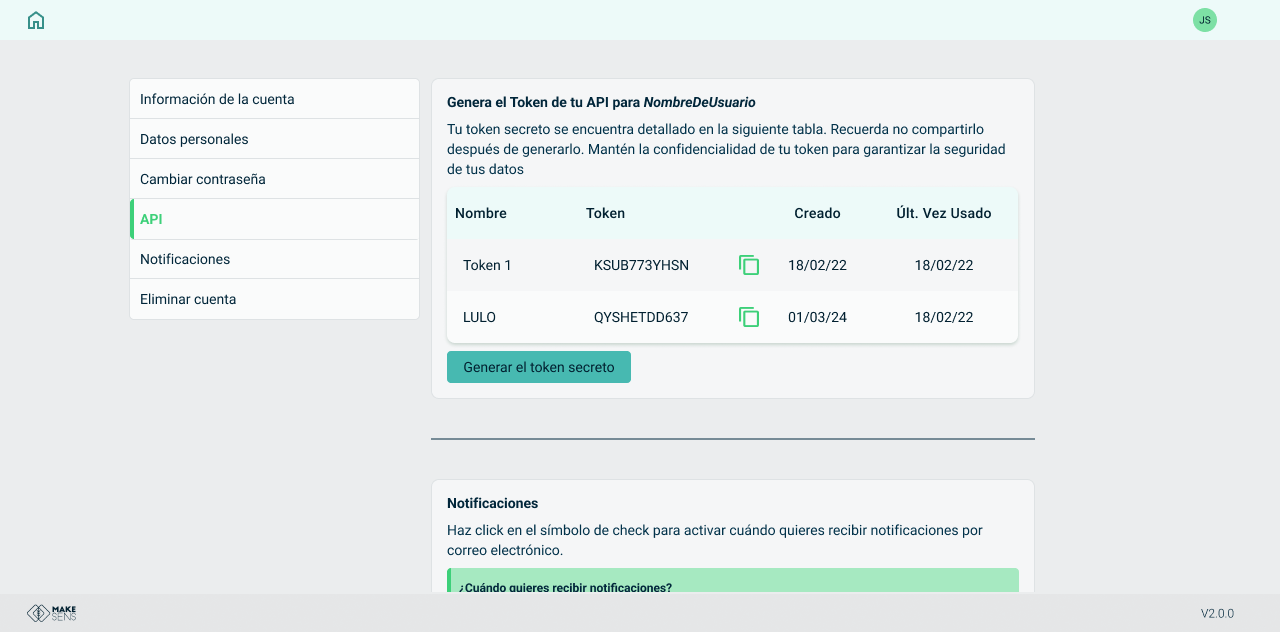 JS
Información de la cuenta
Datos personales
Cambiar contraseña
API
Notificaciones
Eliminar cuenta
Genera el Token de tu API para NombreDeUsuario
Tu token secreto se encuentra detallado en la siguiente tabla. Recuerda no compartirlo
después de generarlo. Mantén la confidencialidad de tu token para garantizar la seguridad
de tus datos
Nombre Token Creado Últ. Vez Usado
Token 1 KSUB773YHSN 18/02/22 18/02/22
LULO QYSHETDD637 01/03/24 18/02/22
Generar el token secreto
Notificaciones
Haz click en el símbolo de check para activar cuándo quieres recibir notificaciones por
correo electrónico.
¿Cuándo quieres recibir notificaciones?
MAKE
SENS
V2.0.0